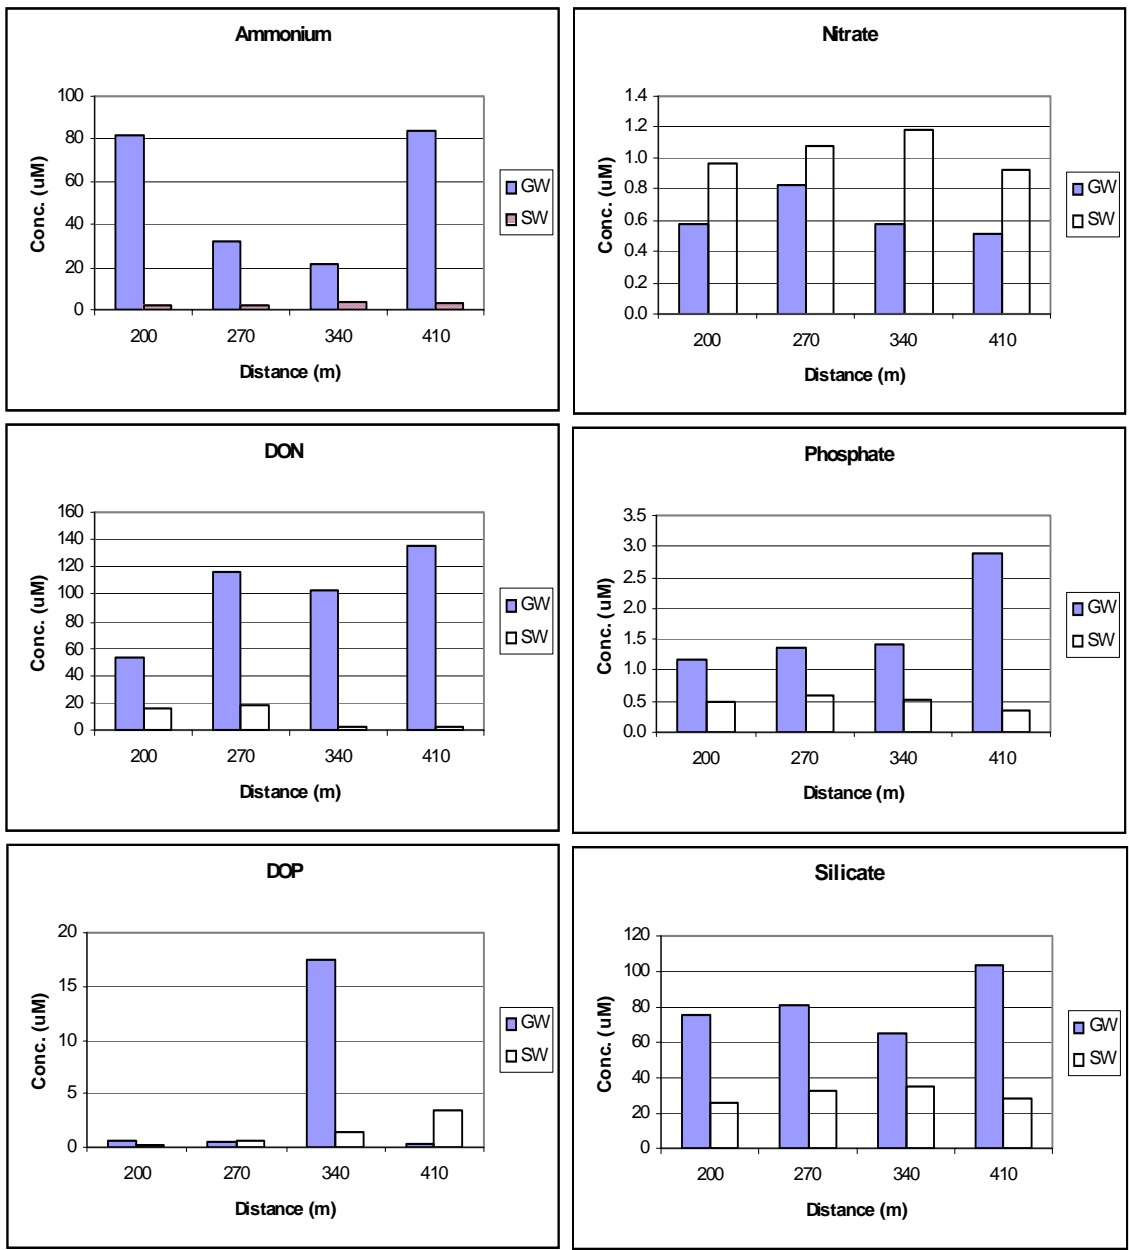 Ammonium
Conc. (uM)
100
80
60
40
20
0
200 270 340 410
Distance (m)
GW
SW
Nitrate
Conc. (uM)
1.4
1.2
1.0
0.8
0.6
0.4
0.2
0.0
200 270 340 410
Distance (m)
GW
SW
DON
Conc. (uM)
160
140
120
100
80
60
40
20
0
200 270 340 410
Distance (m)
GW
SW
Phosphate
Conc. (uM)
3.5
3.0
2.5
2.0
1.5
1.0
0.5
0.0
200 270 340 410
Distance (m)
GW
SW
DOP
Conc. (uM)
20
15
10
5
0
200 270 340 410
Distance (m)
GW
SW
Silicate
Conc. (uM)
120
100
80
60
40
20
0
200 270 340 410
Distance (m)
GW
SW